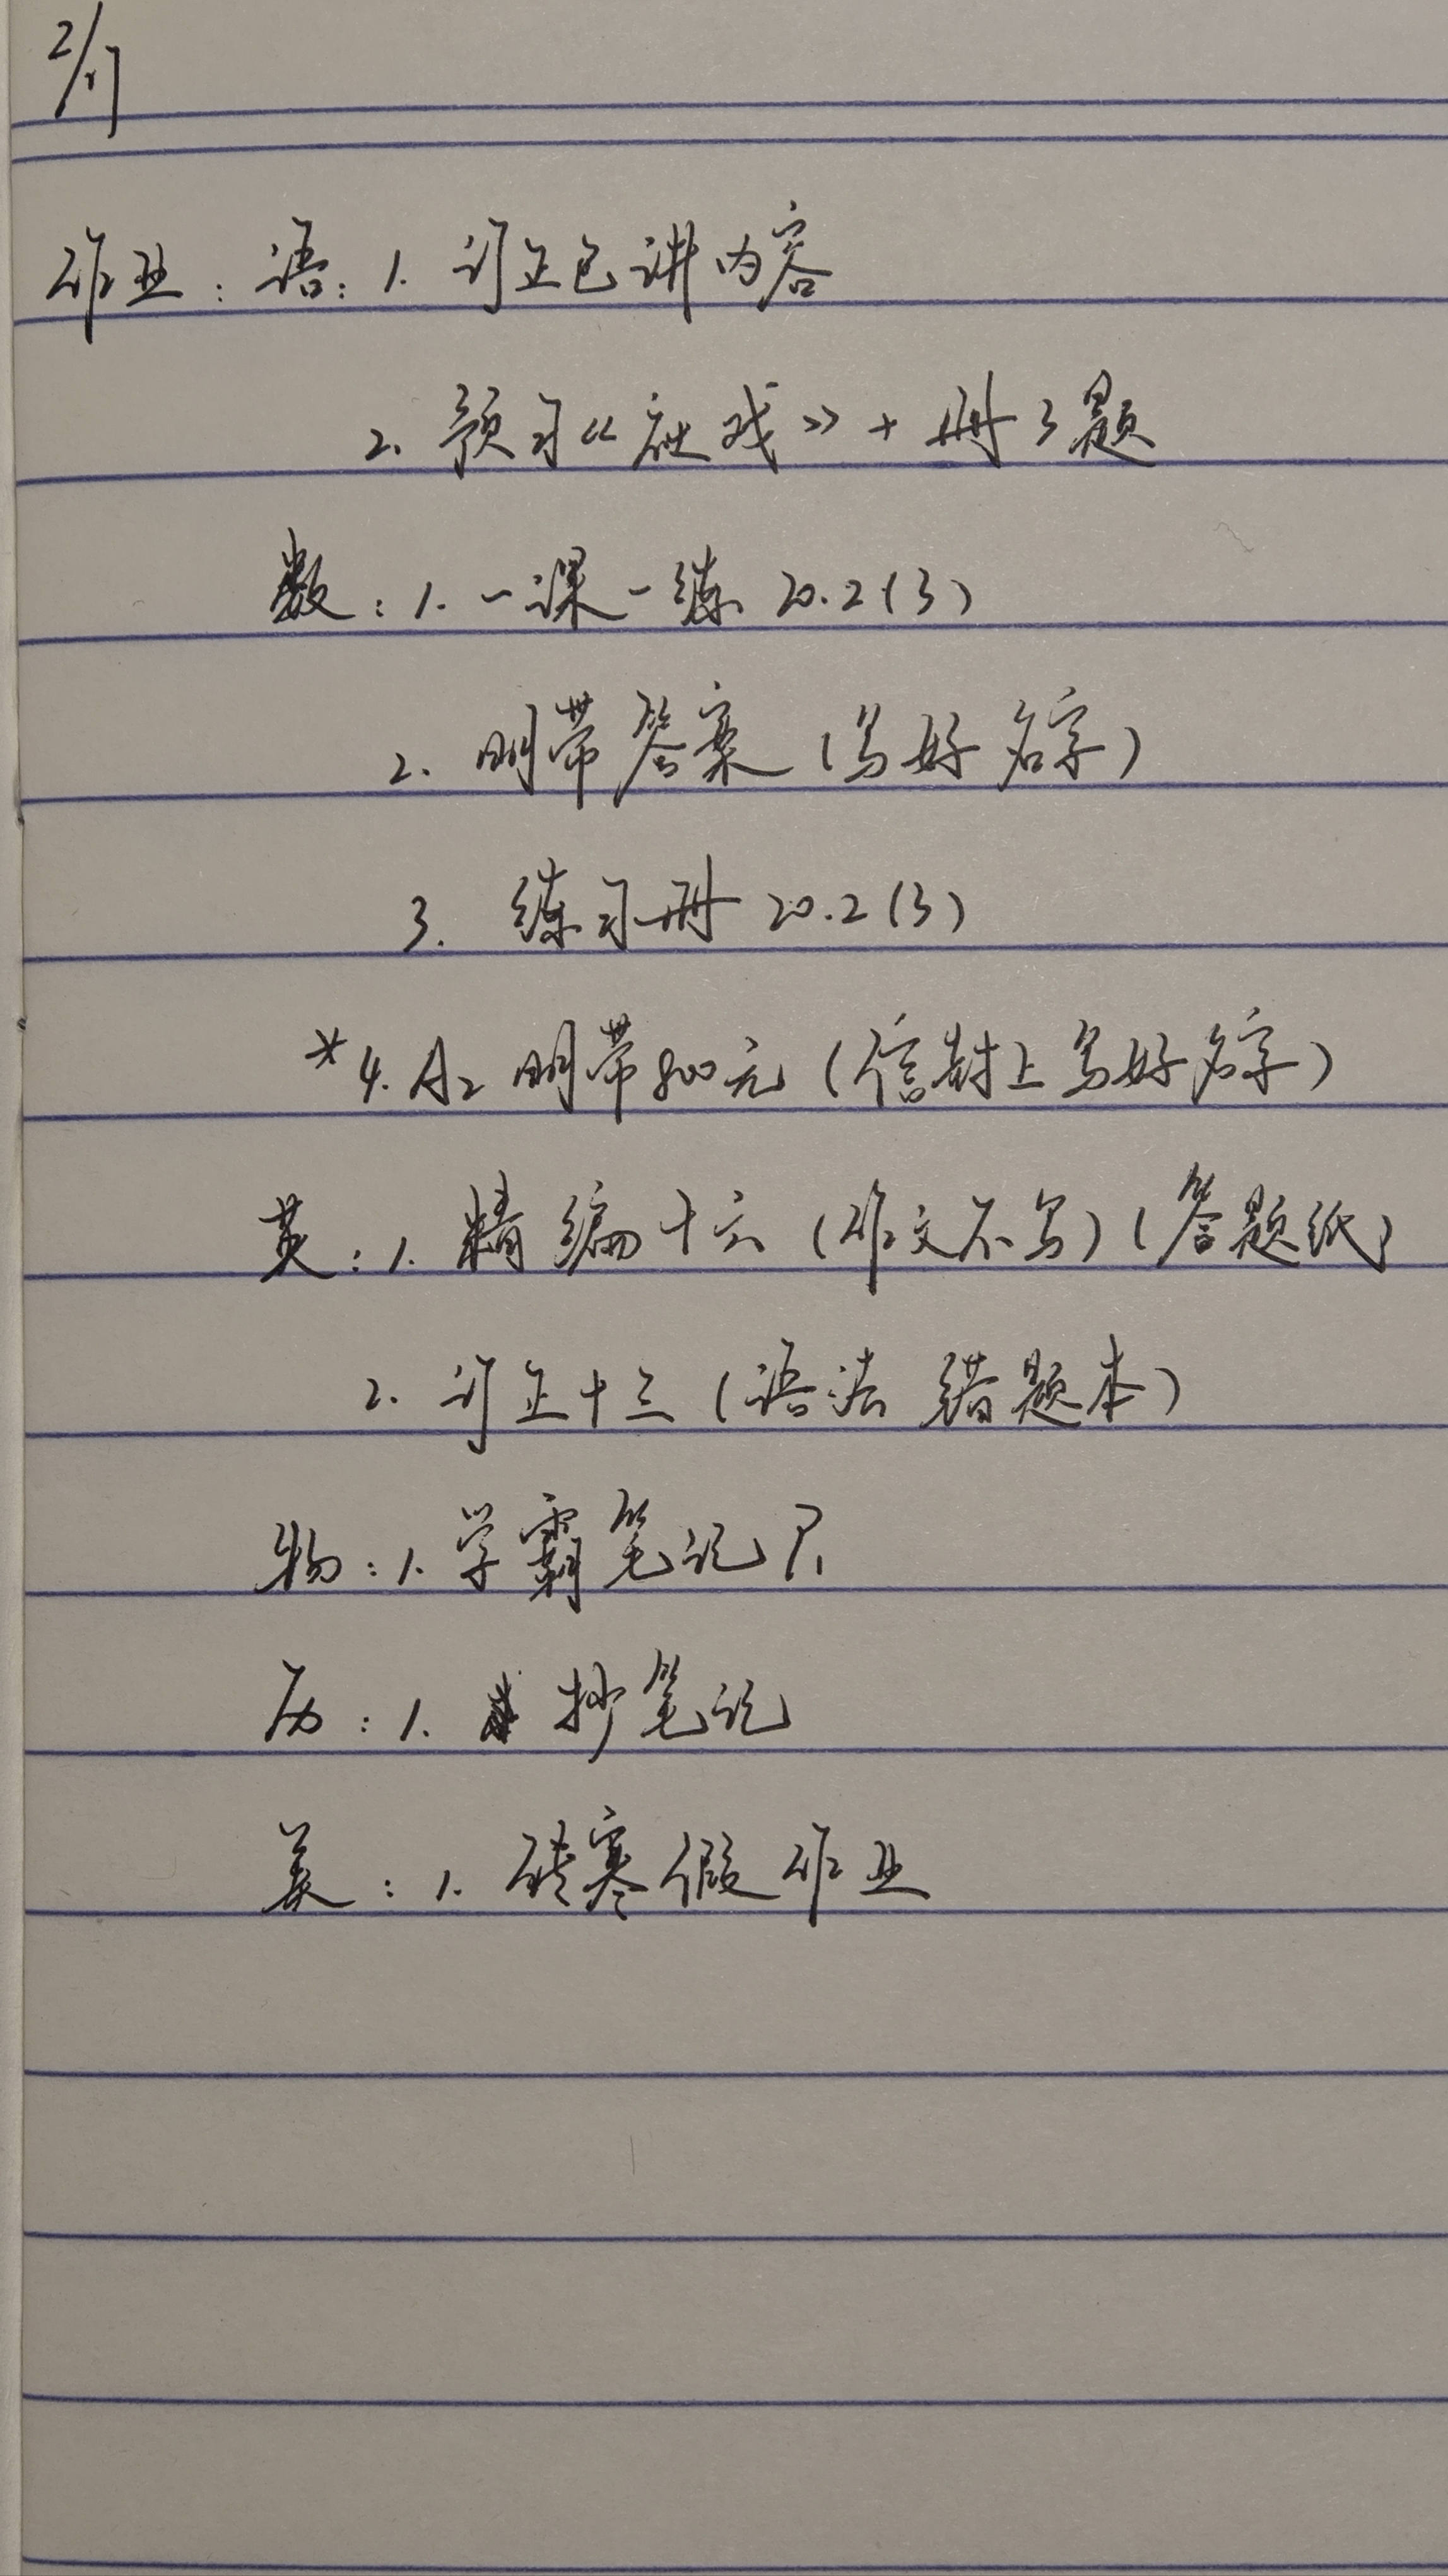 作业：语：1. 订正已讲内容
2. 预习《社戏》+ 册3题
数：1. 一课一练 20.2(3)
2. 明带答案（写好名字）
3. 练习册 20.2(3)
*4. A2 明带800元（信封上写好名字）
英：1. 精编十六（作文不写）（答题纸）
2. 订正十三（语法 错题本）
物：1. 学霸笔记 P1
历：1. 抄笔记
美：1. 寒假作业